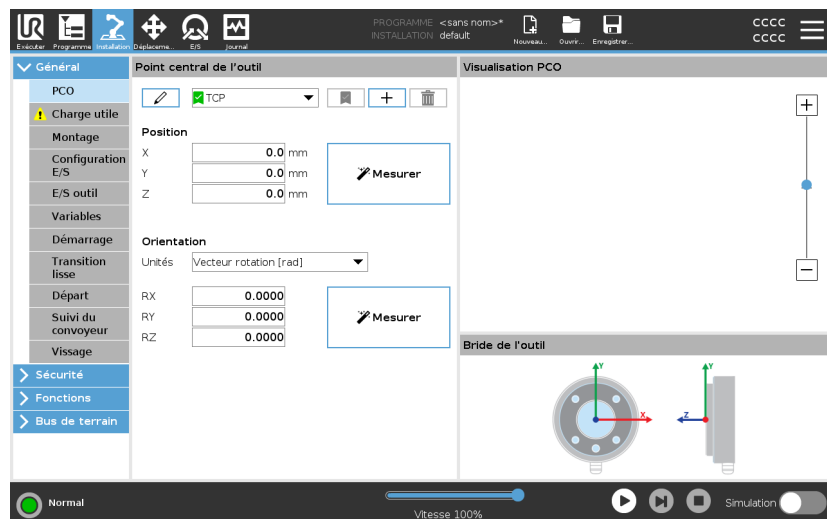 PROGRAMME <sans nom>*
INSTALLATION default
CCCC
CCCC
Exécuter Programme Installation Déplaceme... E/S Journal
Nouveau... Ouvrir... Enregistrer...
Général
PCO
Charge utile
Montage
Configuration
E/S
E/S outil
Variables
Démarrage
Transition
lisse
Départ
Suivi du
convoyeur
Vissage
Sécurité
Fonctions
Bus de terrain
Point central de l'outil
TCP
Position
X 0.0 mm
Y 0.0 mm
Z 0.0 mm
Mesurer
Orientation
Unités Vecteur rotation [rad]
RX 0.0000
RY 0.0000
RZ 0.0000
Mesurer
Visualisation PCO
Bride de l'outil
Y
X
Y
Z
Normal
Vitesse 100%
Simulation